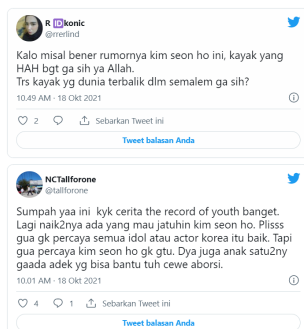 R 🆔konic
@rrerlind
Kalo misal bener rumornya kim seon ho ini, kayak yang
HAH bgt ga sih ya Allah.
Trs kayak yg dunia terbalik dlm semalem ga sih?
10.49 AM · 18 Okt 2021
2 Sebarkan Tweet ini
Tweet balasan Anda
NCTallforone
@tallforone
Sumpah yaa ini kyk cerita the record of youth banget.
Lagi naik2nya ada yang mau jatuhin kim seon ho. Plisss
gua gk percaya semua idol atau actor korea itu baik. Tapi
gua percaya kim seon ho gk gtu. Dya juga anak satu2ny
gaada adek yg bisa bantu tuh cewe aborsi.
10.01 AM · 18 Okt 2021
4 1 Sebarkan Tweet ini
Tweet balasan Anda